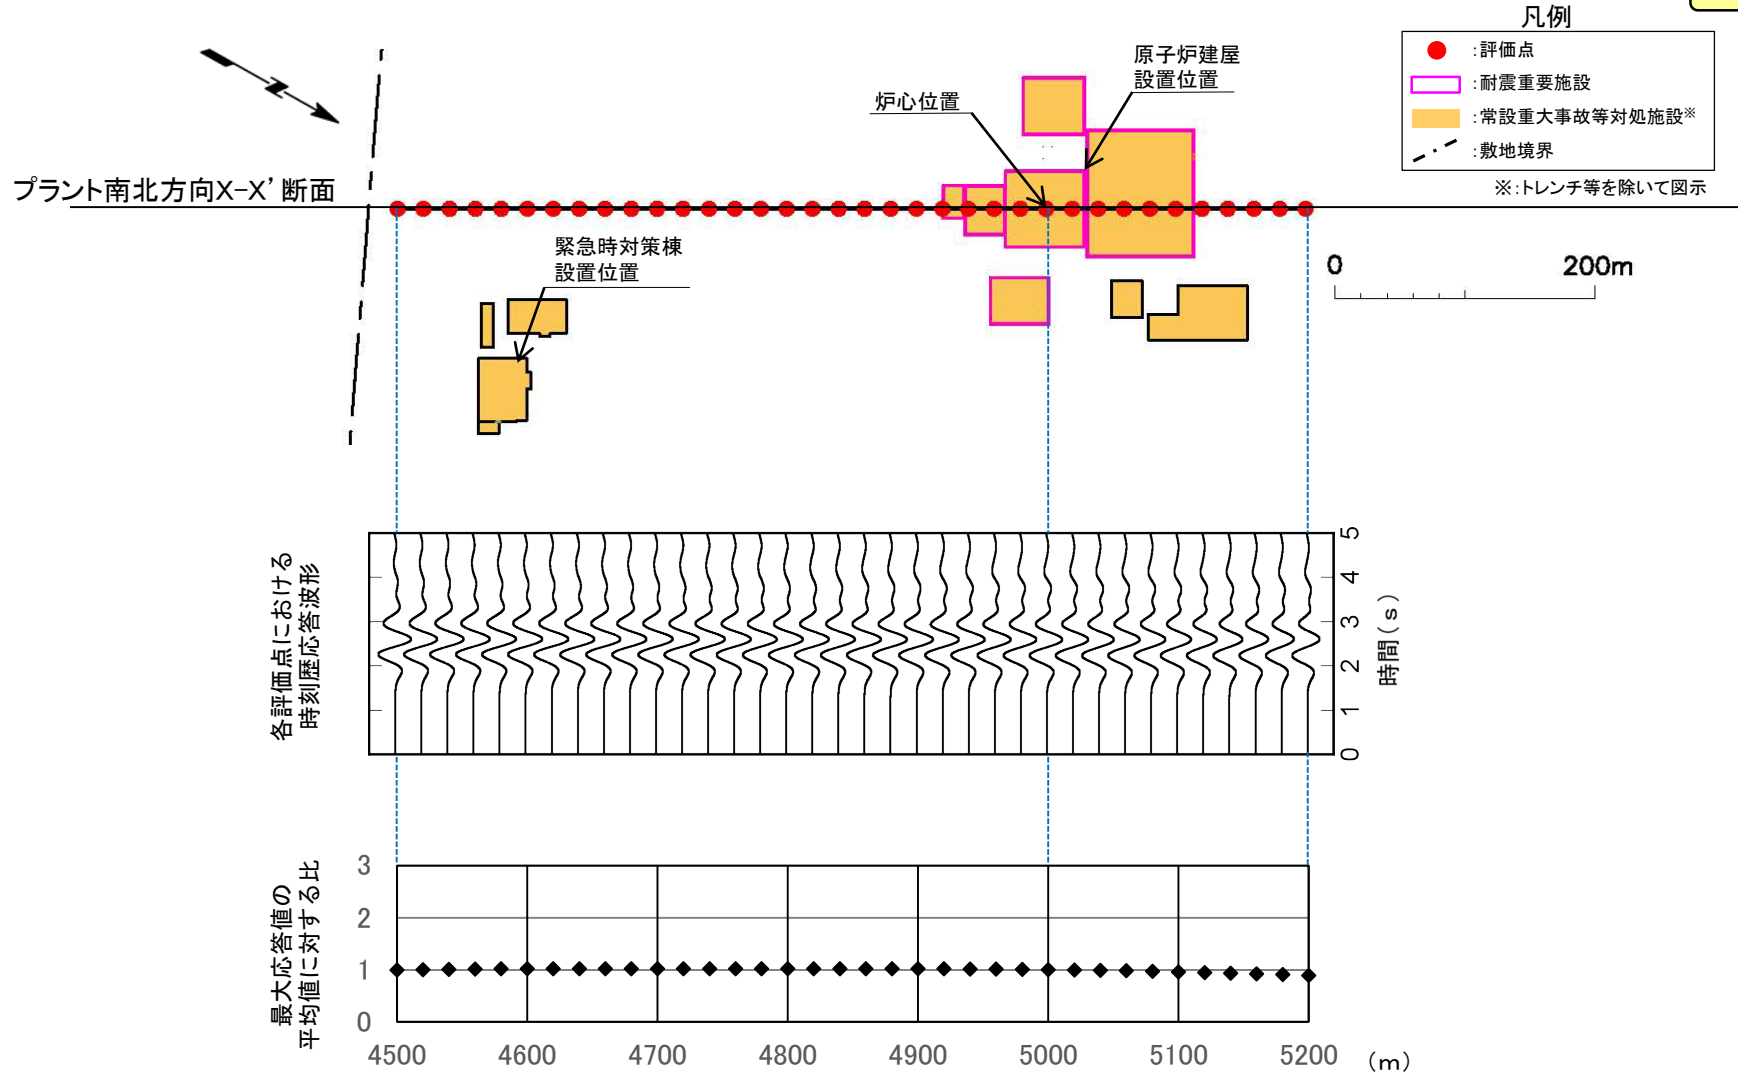 凡例
:評価点
:耐震重要施設
:常設重大事故等対処施設※
:敷地境界
※:トレンチ等を除いて図示
原子炉建屋
設置位置
炉心位置
プラント南北方向X-X’断面
緊急時対策棟
設置位置
0 200m
各評価点における
時刻歴応答波形
5
4
3
2
1
0
時間(s)
最大応答値の
平均値に対する比
3
2
1
0
4500 4600 4700 4800 4900 5000 5100 5200 (m)